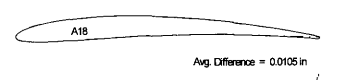 A18
Avg. Difference = 0.0105 in